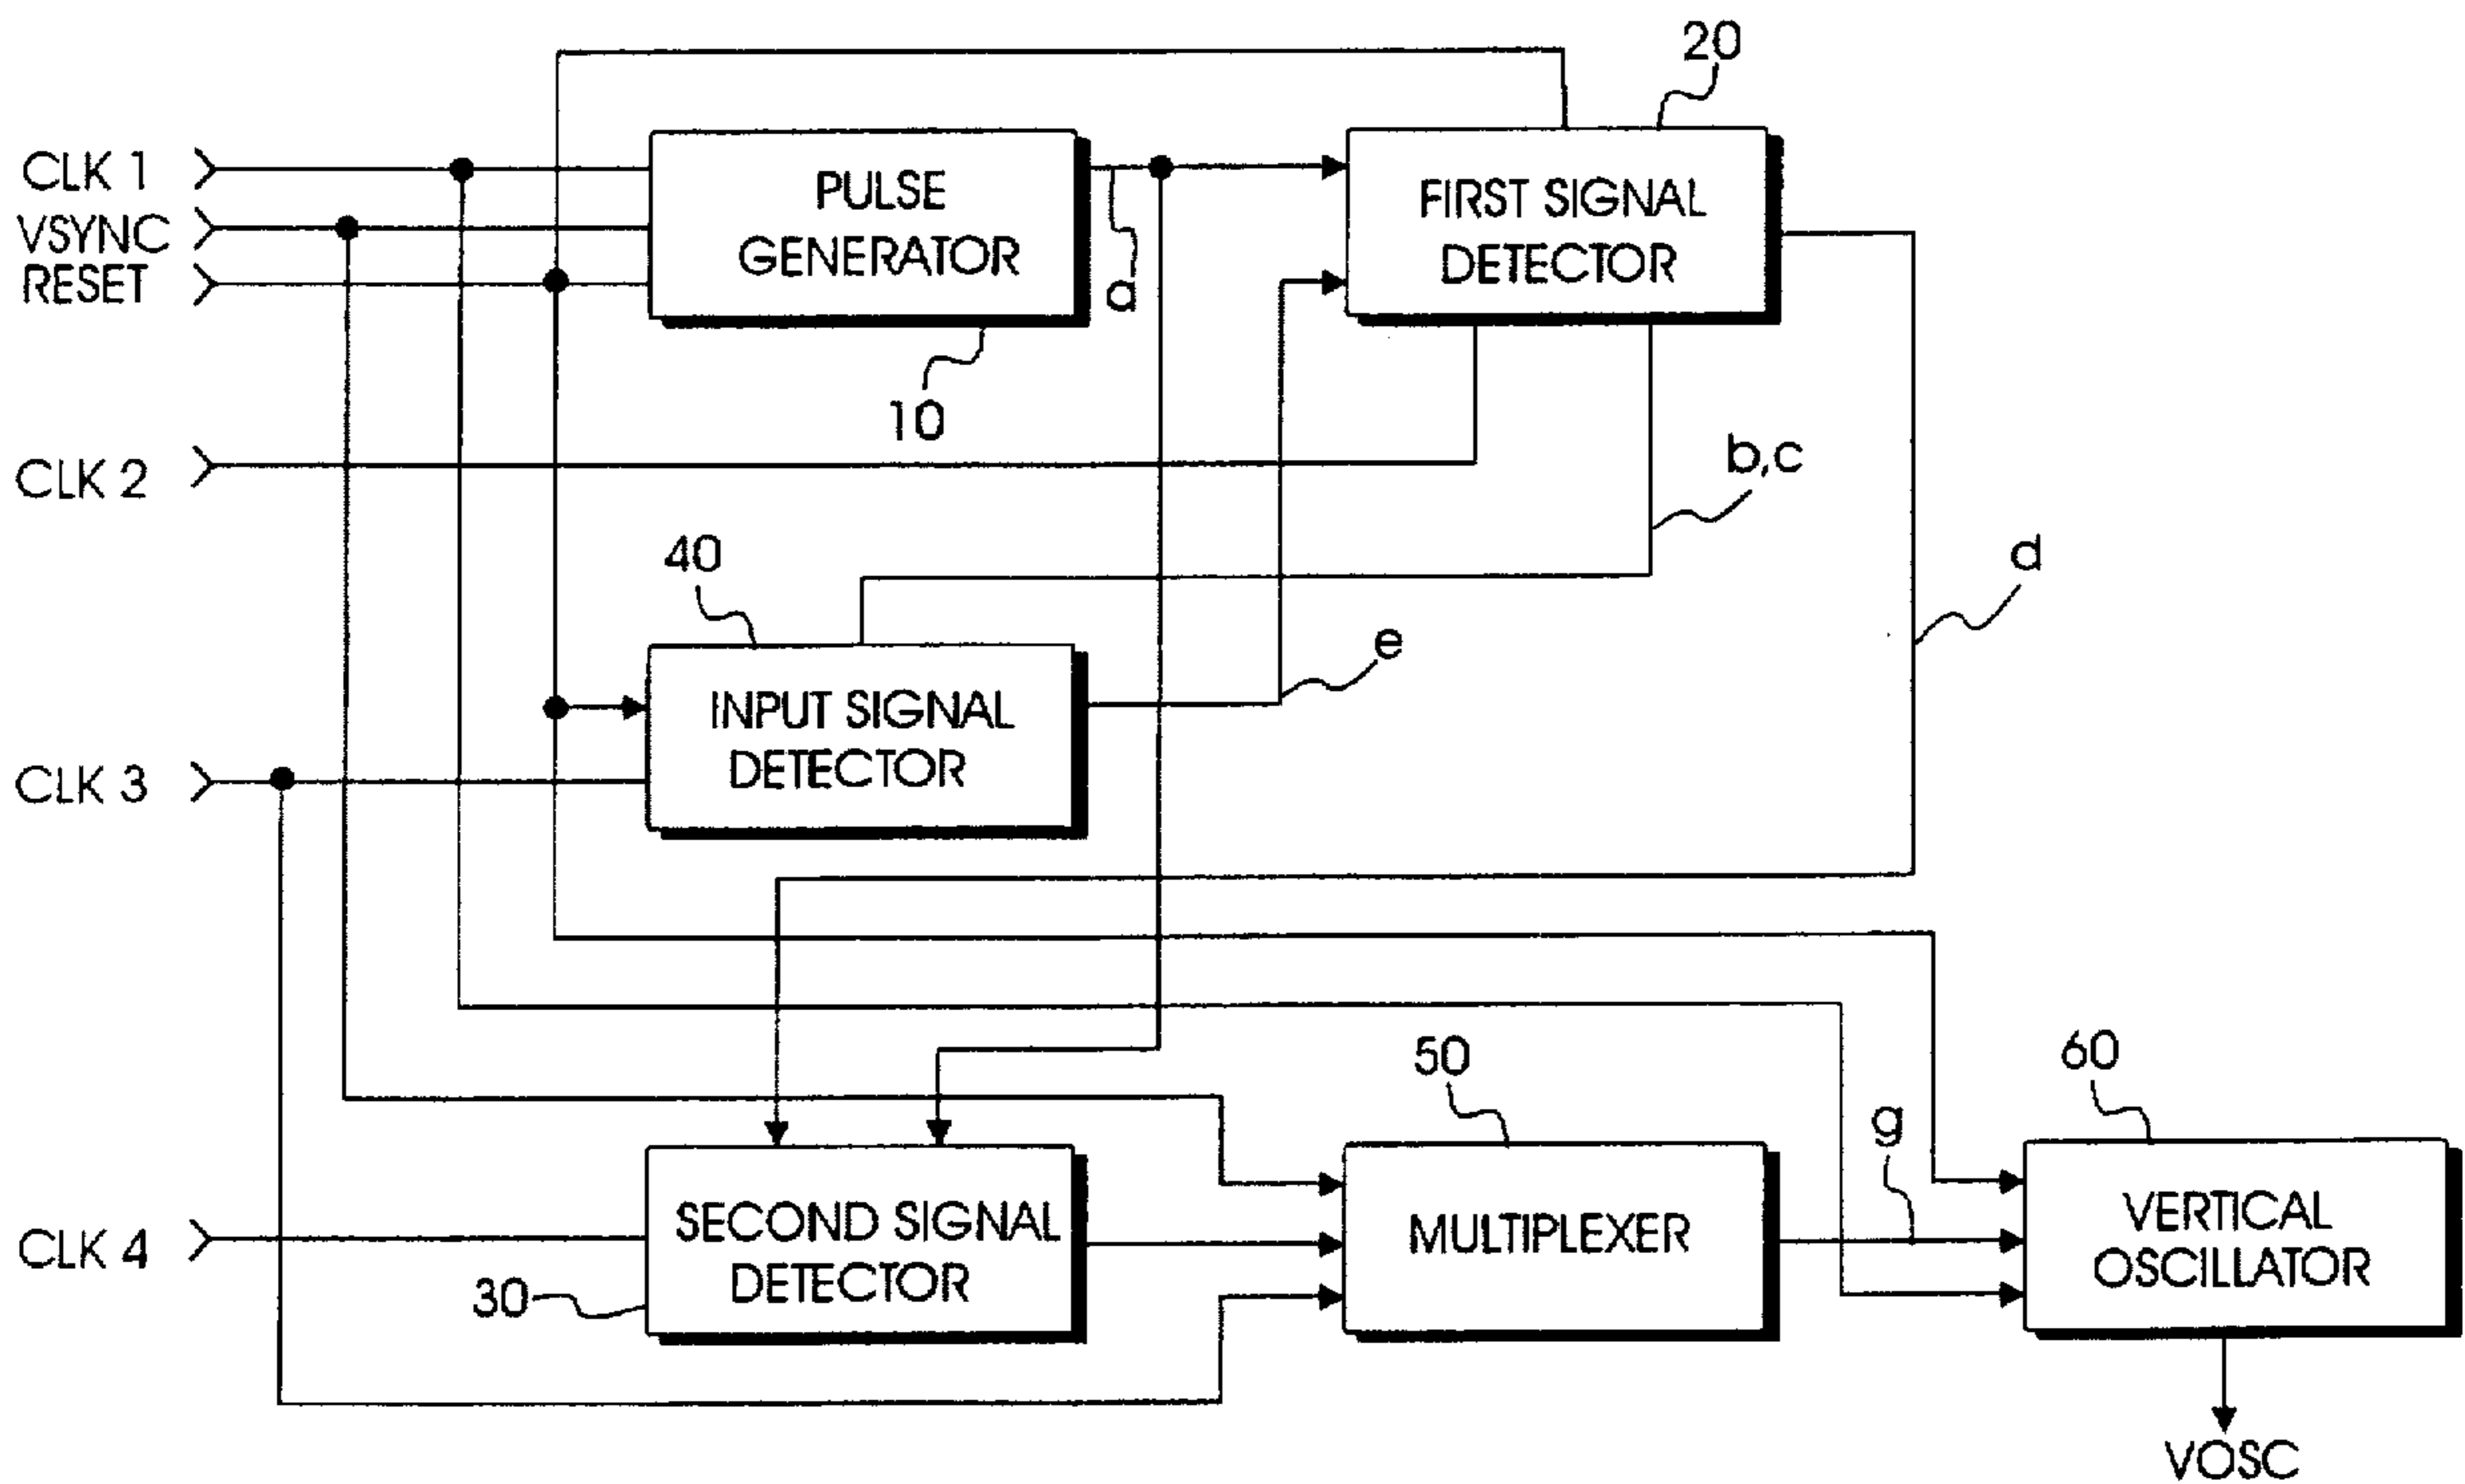 20
CLK 1
VSYNC
RESET
PULSE
GENERATOR
a
FIRST SIGNAL
DETECTOR
10
CLK 2
b,c
40
d
e
INPUT SIGNAL
DETECTOR
CLK 3
50
60
g
CLK 4
SECOND SIGNAL
DETECTOR
30
MULTIPLEXER
VERTICAL
OSCILLATOR
VOSC